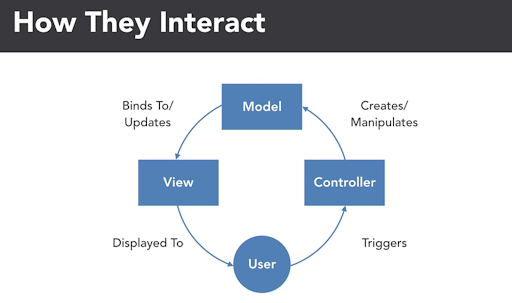 How They Interact
Binds To/
Updates
Model
Creates/
Manipulates
View
Controller
Displayed To
User
Triggers